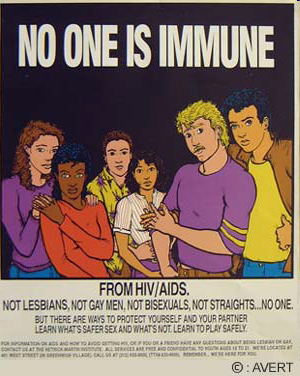 NO ONE IS IMMUNE
FROM HIV/AIDS.
NOT LESBIANS, NOT GAY MEN, NOT BISEXUALS, NOT STRAIGHTS...NO ONE.
BUT THERE ARE WAYS TO PROTECT YOURSELF AND YOUR PARTNER
LEARN WHAT'S SAFER SEX AND WHAT'S NOT. LEARN TO PLAY SAFELY.
FOR INFORMATION ON AIDS AND HOW TO AVOID GETTING HIV, OR IF YOU OR A FRIEND HAVE ANY QUESTIONS ABOUT BEING LESBIAN OR GAY,
CONTACT US AT THE HETRICK MARTIN INSTITUTE. ALL SERVICES ARE FREE AND CONFIDENTIAL TO YOUTH AGES 12 TO 21. WE'RE LOCATED AT
WEST STREET (IN GREENWICH VILLAGE). CALL US AT REMEMBER... WE'RE HERE FOR YOU.
© : AVERT